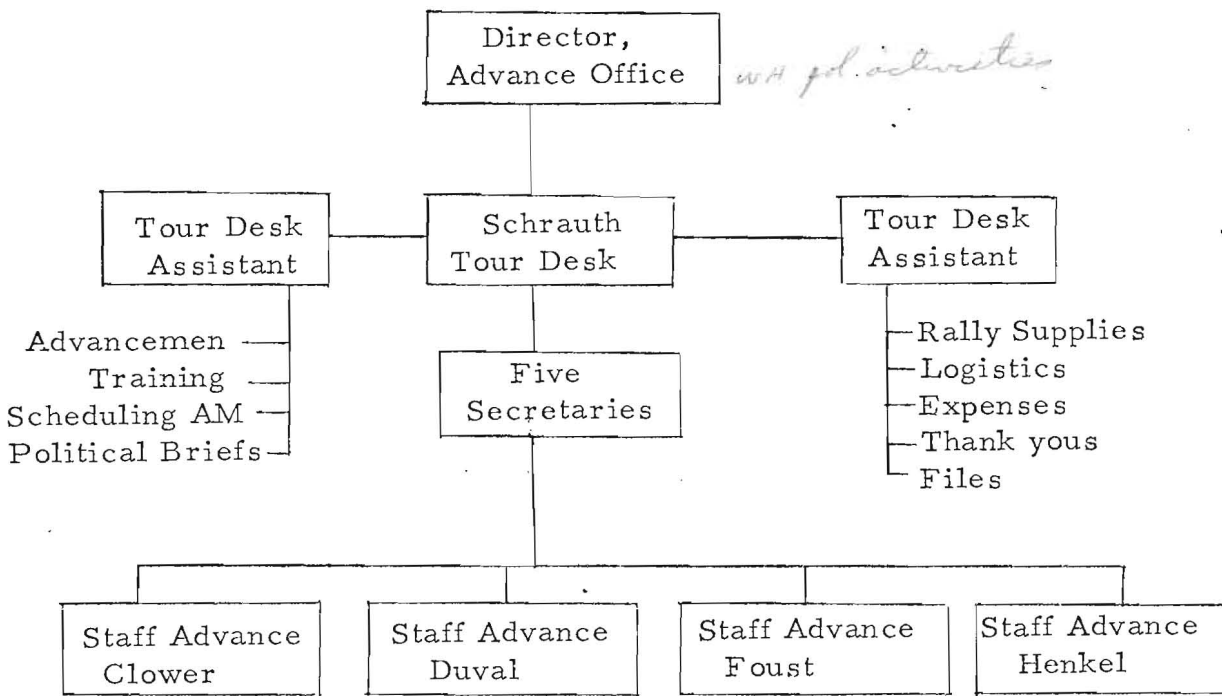 Director,
Advance Office
WH pol. activities
Tour Desk
Assistant
Schrauth
Tour Desk
Tour Desk
Assistant
Advancemen
Training
Scheduling AM
Political Briefs
Five
Secretaries
Rally Supplies
Logistics
Expenses
Thank yous
Files
Staff Advance
Clower
Staff Advance
Duval
Staff Advance
Foust
Staff Advance
Henkel